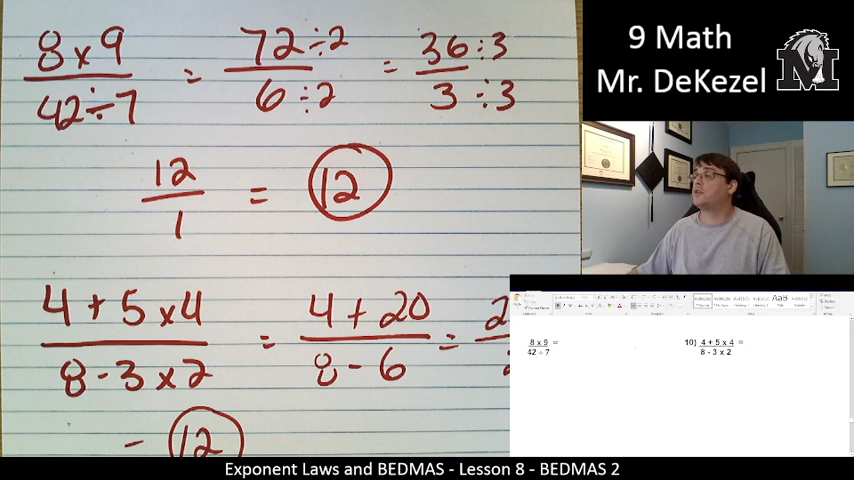 8 x 9 / 42 ÷ 7 = 72 ÷2 / 6 ÷2 = 36 ÷3 / 3 ÷3
12 / 1 = 12
4 + 5 x 4 / 8 - 3 x 2 = 4 + 20 / 8 - 6 = 2
= 12
9 Math
Mr. DeKezel
M
8 x 9 =
42 ÷ 7
10) 4 + 5 x 4 =
8 - 3 x 2
Exponent Laws and BEDMAS - Lesson 8 - BEDMAS 2